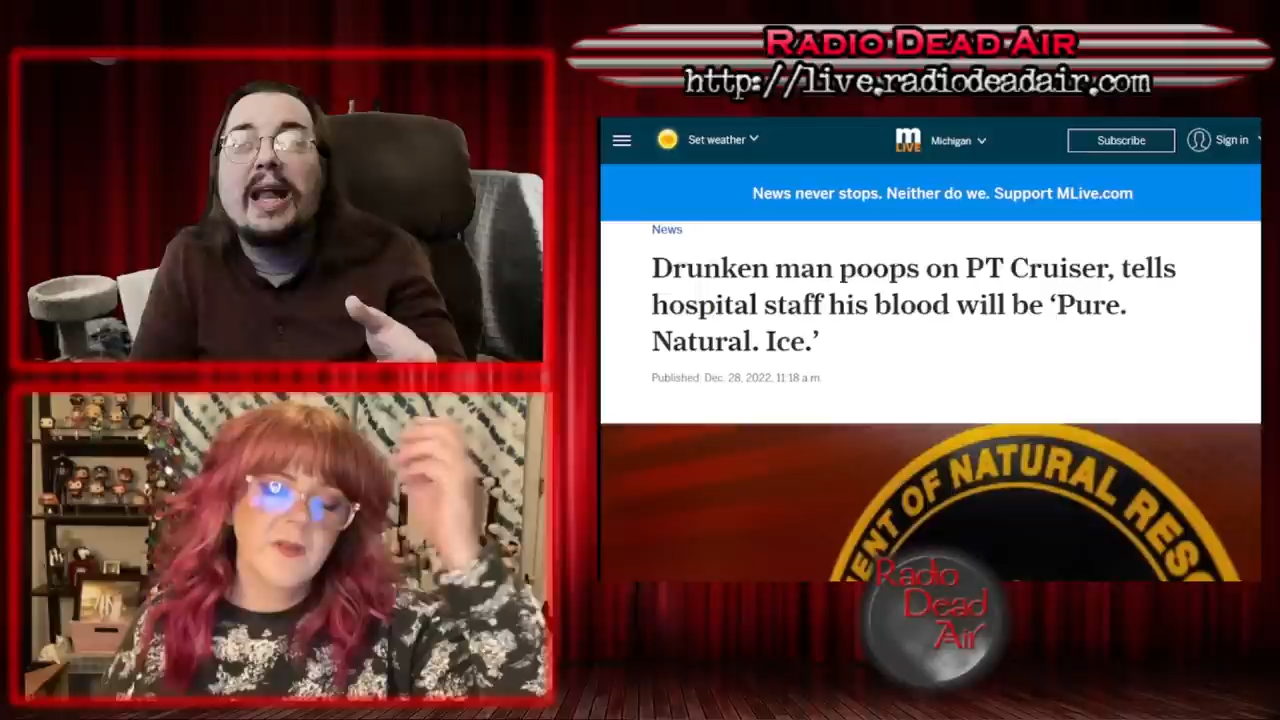 RADIO DEAD AIR
http://live.radiodeadair.com
Set weather
M
LIVE
Michigan
Subscribe
Sign in
News never stops. Neither do we. Support MLive.com
News
Drunken man poops on PT Cruiser, tells
hospital staff his blood will be ‘Pure.
Natural. Ice.’
Published: Dec. 28, 2022, 11:18 a.m.
ENT OF NATURAL RESO
Radio
Dead
Air